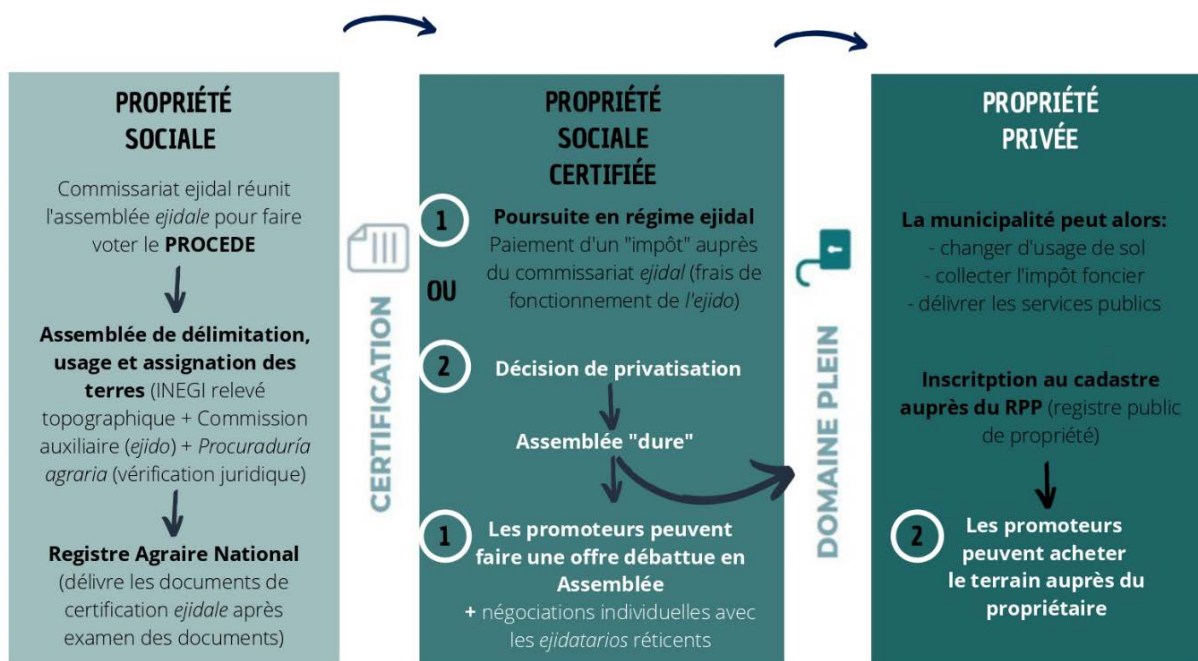 PROPRIÉTÉ
SOCIALE
Commissariat ejidal réunit
l'assemblée ejidale pour faire
voter le PROCEDE
Assemblée de délimitation,
usage et assignation des
terres (INEGI relevé
topographique + Commission
auxiliaire (ejido) + Procuraduría
agraria (vérification juridique)
Registre Agraire National
(délivre les documents de
certification ejidale après
examen des documents)
CERTIFICATION
PROPRIÉTÉ
SOCIALE
CERTIFIÉE
1
Poursuite en régime ejidal
Paiement d'un "impôt" auprès
du commissariat ejidal (frais de
fonctionnement de l'ejido)
OU
2
Décision de privatisation
Assemblée "dure"
1
Les promoteurs peuvent
faire une offre débattue en
Assemblée
+ négociations individuelles avec
les ejidatarios réticents
DOMAINE PLEIN
PROPRIÉTÉ
PRIVÉE
La municipalité peut alors:
- changer d'usage de sol
- collecter l'impôt foncier
- délivrer les services publics
Inscritption au cadastre
auprès du RPP (registre public
de propriété)
2
Les promoteurs
peuvent acheter
le terrain auprès du
propriétaire